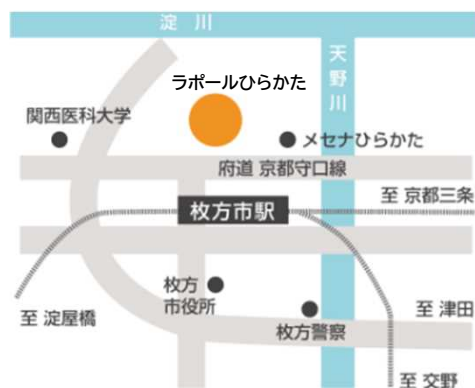 淀川
天野川
ラポールひらかた
関西医科大学
メセナひらかた
府道 京都守口線
至 京都三条
枚方市駅
枚方
市役所
至 淀屋橋
枚方警察
至 津田
至 交野